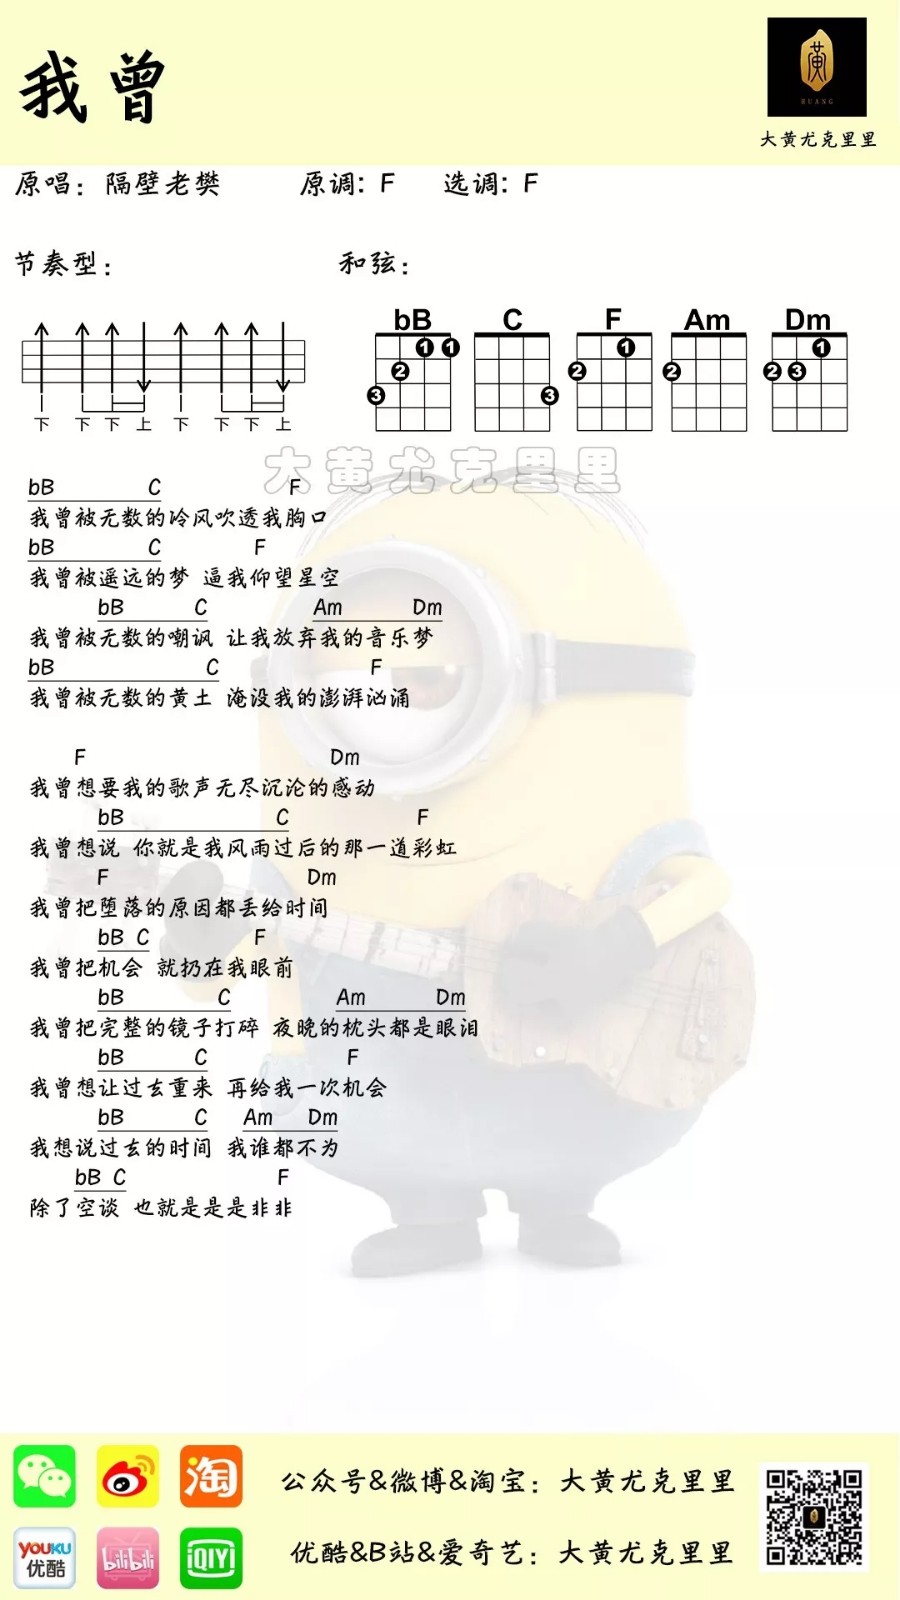 我曾
黄
HUANG
大黄尤克里里
原唱：隔壁老樊 原调: F 选调: F
节奏型： 和弦：
bB C F Am Dm
1 1 2 3
3
1 2
2
1 2 3
下 下 下 上 下 下 下 上
大黄尤克里里
bB C F
我曾被无数的冷风吹透我胸口
bB C F
我曾被遥远的梦 逼我仰望星空
bB C Am Dm
我曾被无数的嘲讽 让我放弃我的音乐梦
bB C F
我曾被无数的黄土 淹没我的澎湃汹涌
F Dm
我曾想要我的歌声无尽沉沦的感动
bB C F
我曾想说 你就是我风雨过后的那一道彩虹
F Dm
我曾把堕落的原因都丢给时间
bB C F
我曾把机会 就扔在我眼前
bB C Am Dm
我曾把完整的镜子打碎 夜晚的枕头都是眼泪
bB C F
我曾想让过去重来 再给我一次机会
bB C Am Dm
我想说过去的时间 我谁都不为
bB C F
除了空谈 也就是是是非非
淘
公众号&微博&淘宝：大黄尤克里里
YOUKU
优酷
bilibili
iQIYI
优酷&B站&爱奇艺：大黄尤克里里